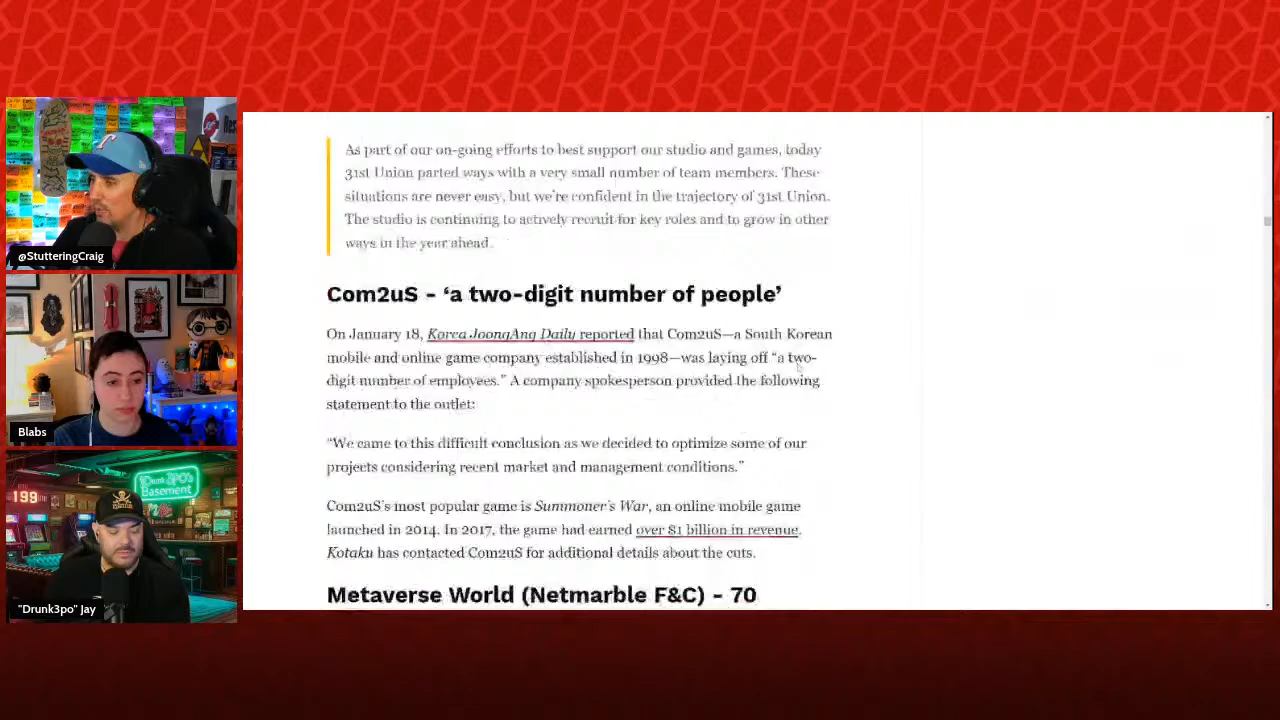 @StutteringCraig
Blabs
199
Drunk 3PO's
Basement
"Drunk3po" Jay
As part of our on-going efforts to best support our studio and games, today
31st Union parted ways with a very small number of team members. These
situations are never easy, but we're confident in the trajectory of 31st Union.
The studio is continuing to actively recruit for key roles and to grow in other
ways in the year ahead.
Com2uS - ‘a two-digit number of people’
On January 18, Korea JoongAng Daily reported that Com2uS—a South Korean
mobile and online game company established in 1998—was laying off “a two-
digit number of employees.” A company spokesperson provided the following
statement to the outlet:
“We came to this difficult conclusion as we decided to optimize some of our
projects considering recent market and management conditions.”
Com2uS's most popular game is Summoner's War, an online mobile game
launched in 2014. In 2017, the game had earned over $1 billion in revenue.
Kotaku has contacted Com2uS for additional details about the cuts.
Metaverse World (Netmarble F&C) - 70